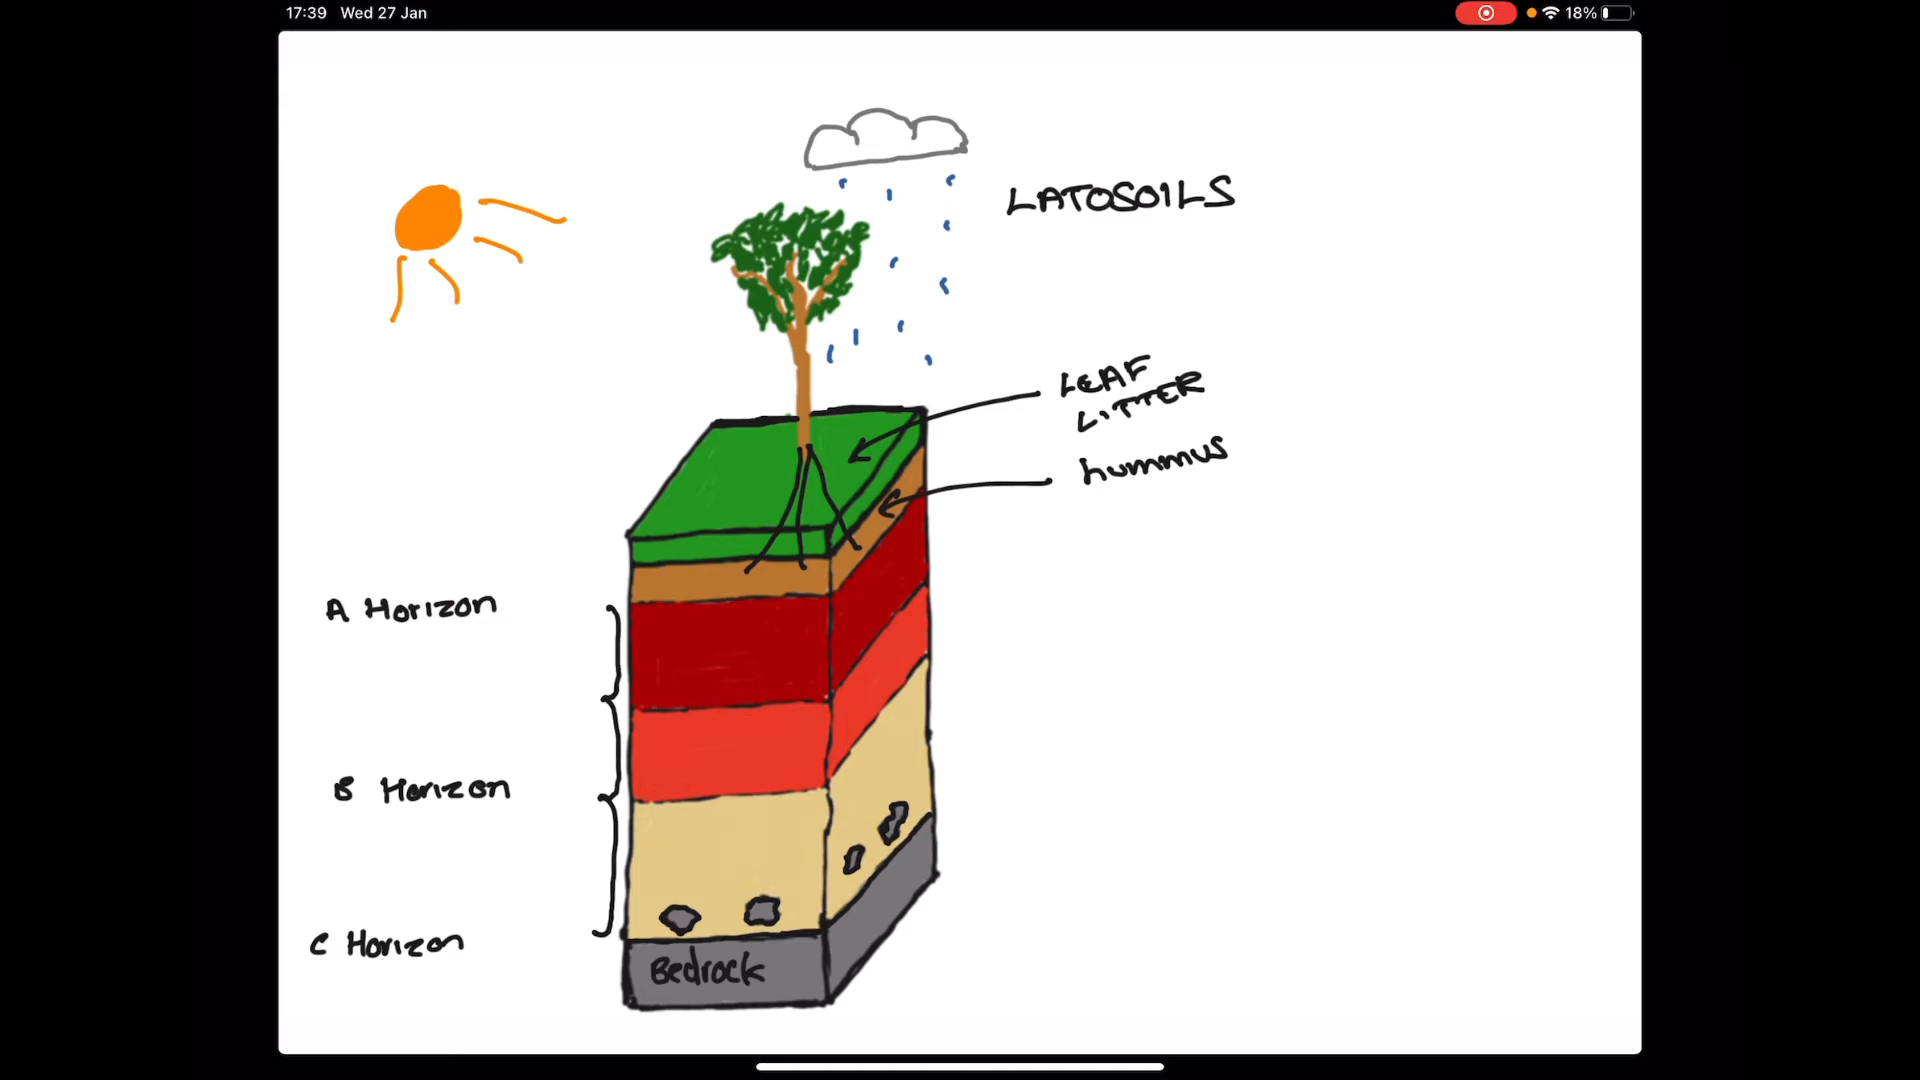 17:39 Wed 27 Jan
18%
LATOSOILS
LEAF
LITTER
hummus
A Horizon
B Horizon
C Horizon
Bedrock